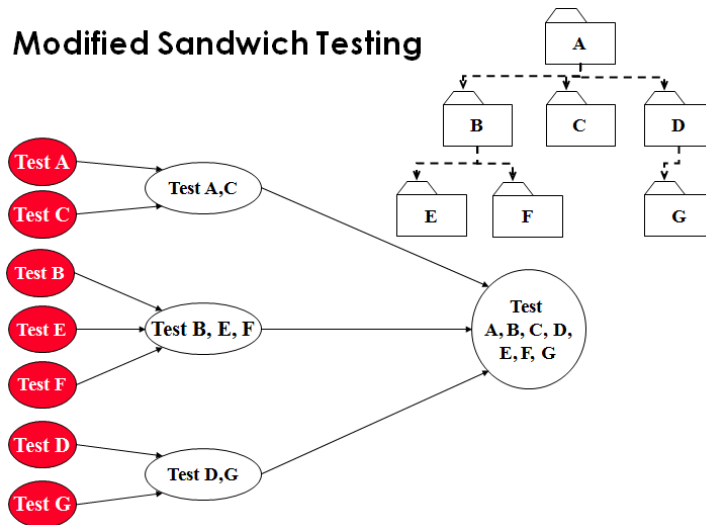 Modified Sandwich Testing
A
B
C
D
E
F
G
Test A
Test C
Test A,C
Test B
Test E
Test F
Test B, E, F
Test D
Test G
Test D,G
Test
A, B, C, D,
E, F, G